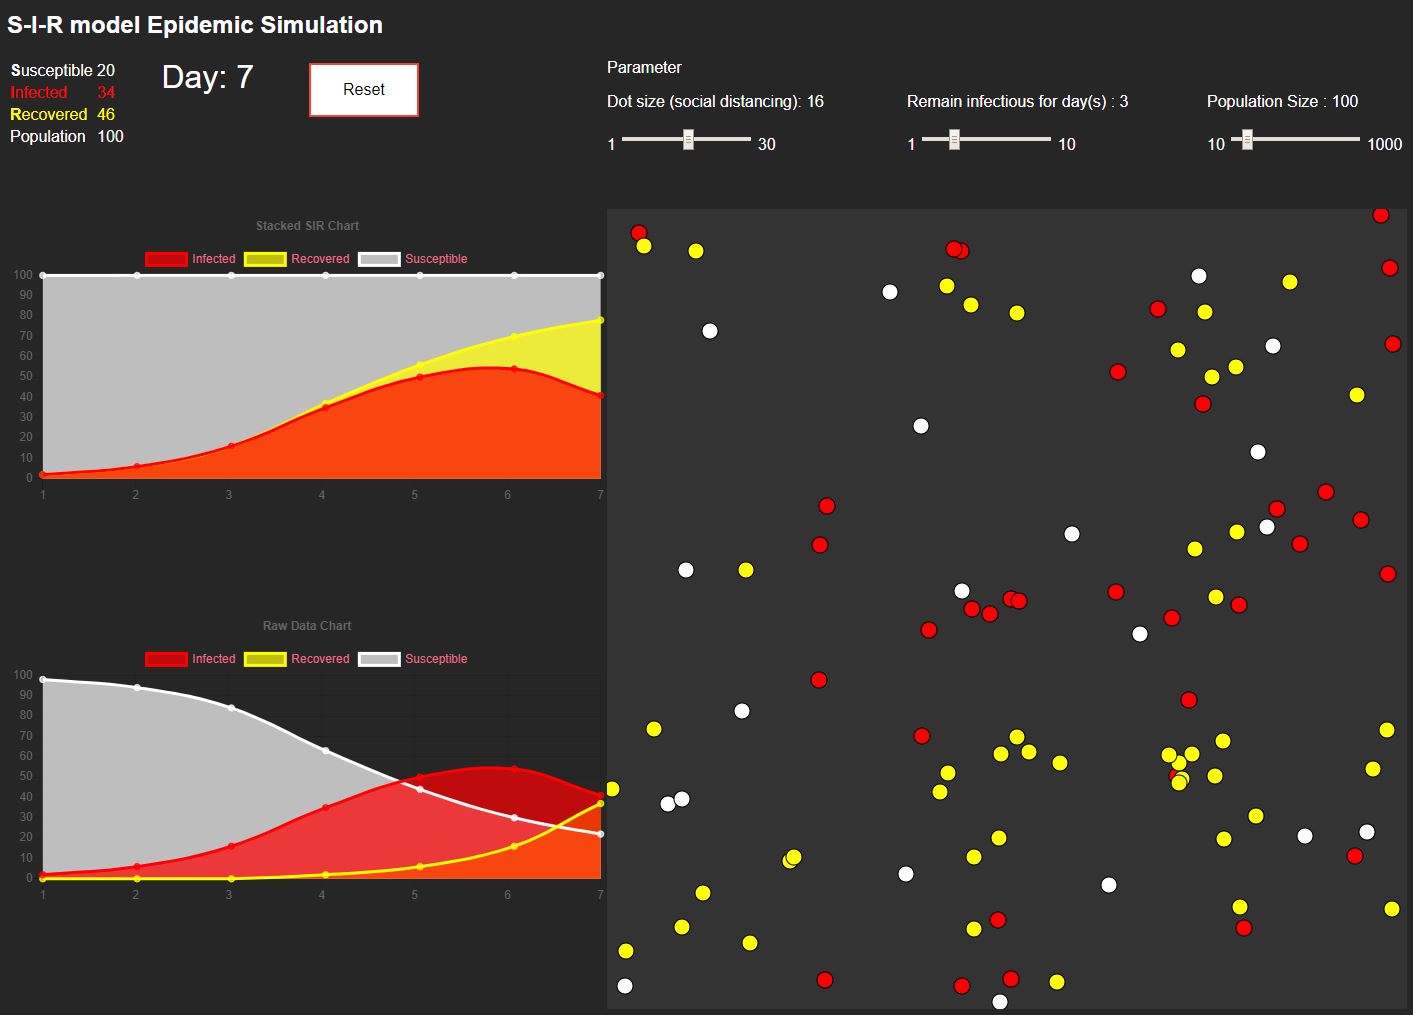 S-I-R model Epidemic Simulation
Susceptible 20
Infected 34
Recovered 46
Population 100
Day: 7
Reset
Parameter
Dot size (social distancing): 16
1 30
Remain infectious for day(s) : 3
1 10
Population Size : 100
10 1000
Stacked SIR Chart
Infected Recovered Susceptible
100
90
80
70
60
50
40
30
20
10
0
1 2 3 4 5 6 7
Raw Data Chart
Infected Recovered Susceptible
100
90
80
70
60
50
40
30
20
10
0
1 2 3 4 5 6 7